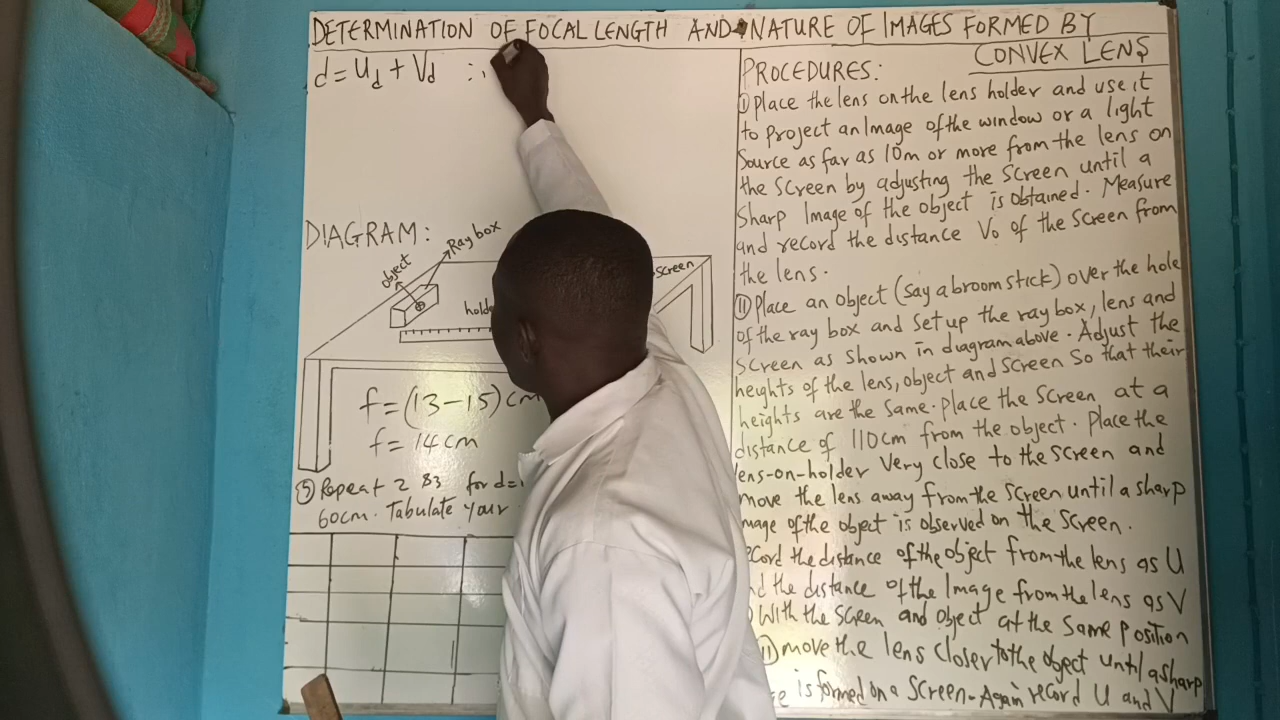 DETERMINATION OF FOCAL LENGTH AND NATURE OF IMAGES FORMED BY
CONVEX LENS
d = Ud + Vd ∴
DIAGRAM:
Ray box
object
screen
f = (13 - 15) cm
f = 14 cm
(5) Repeat 2 &3 for d=
60cm. Tabulate your
PROCEDURES:
(I) Place the lens on the lens holder and use it
to project an Image of the window or a light
Source as far as 10m or more from the lens on
the screen by adjusting the screen until a
Sharp Image of the object is obtained. Measure
and record the distance Vo of the screen from
the lens.
(II) Place an object (say a broom stick) over the hole
of the ray box and set up the ray box, lens and
screen as shown in diagram above. Adjust the
heights of the lens, object and screen so that their
heights are the same. Place the screen at a
distance of 110cm from the object. Place the
ens-on-holder very close to the screen and
move the lens away from the screen until a sharp
mage of the object is observed on the screen.
cord the distance of the object from the lens as U
d the distance of the Image from the lens as V
With the screen and object at the same position
(II) move the lens closer to the object until a sharp
is formed on a screen. Again record U and V